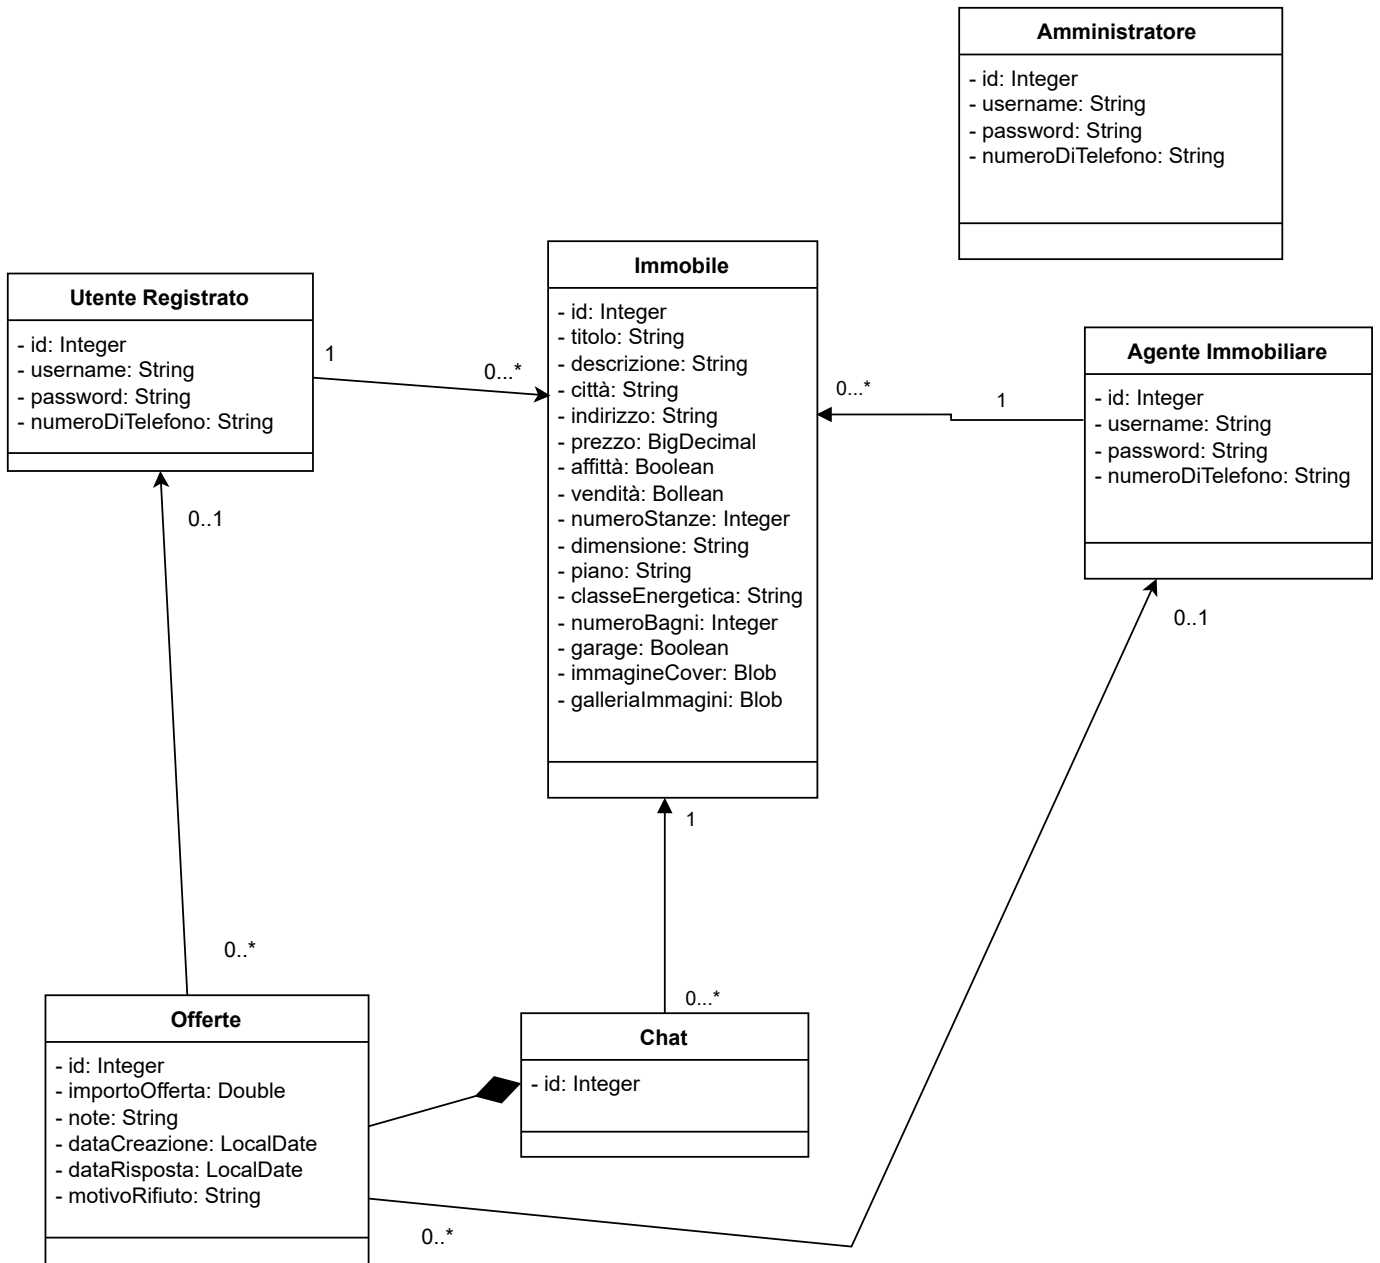 Amministratore
- id: Integer
- username: String
- password: String
- numeroDiTelefono: String
Immobile
- id: Integer
- titolo: String
- descrizione: String
- città: String
- indirizzo: String
- prezzo: BigDecimal
- affittà: Boolean
- vendità: Bollean
- numeroStanze: Integer
- dimensione: String
- piano: String
- classeEnergetica: String
- numeroBagni: Integer
- garage: Boolean
- immagineCover: Blob
- galleriaImmagini: Blob
Utente Registrato
- id: Integer
- username: String
- password: String
- numeroDiTelefono: String
1
0...*
0...*
1
Agente Immobiliare
- id: Integer
- username: String
- password: String
- numeroDiTelefono: String
0..1
0..1
1
0..*
0...*
Offerte
- id: Integer
- importoOfferta: Double
- note: String
- dataCreazione: LocalDate
- dataRisposta: LocalDate
- motivoRifiuto: String
Chat
- id: Integer
0..*